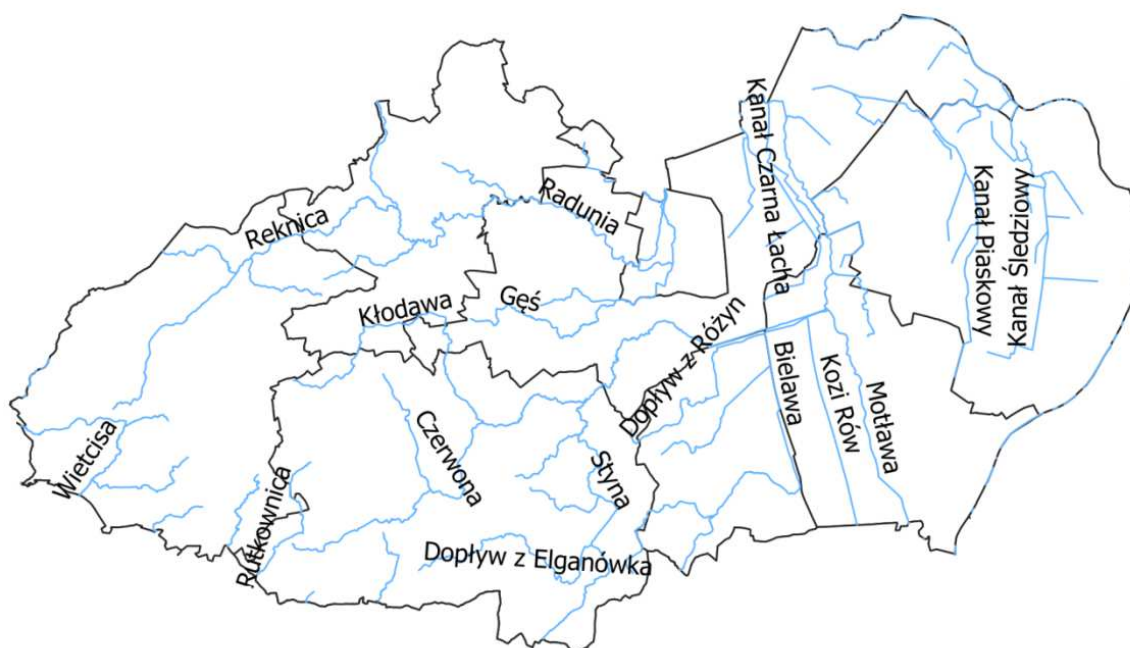 Kanał Czarna Łacha
Kanał Piaskowy
Kanał Ślepziowy
Radunia
Reknica
Kłodawa
Gęś
Dopływ z Różyn
Bielawa
Kozi Rów
Motława
Wietcisa
Rutkownica
Czerwona
Styna
Dopływ z Elganówka